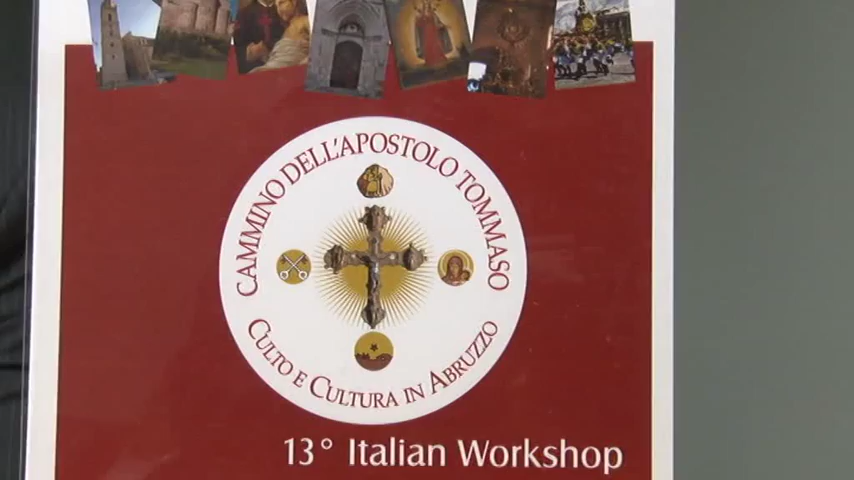 CAMMINO DELL'APOSTOLO TOMMASO
CULTO E CULTURA IN ABRUZZO
13° Italian Workshop